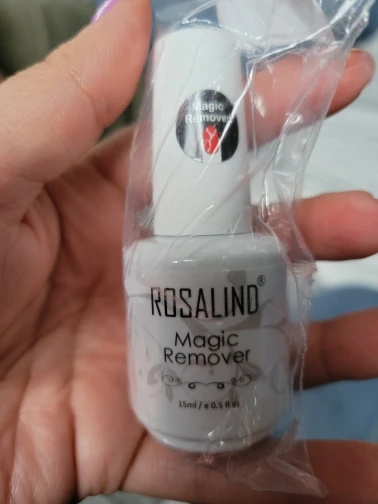 Magic
Remover
ROSALIND®
Magic
Remover
15ml / e 0.5 fl oz